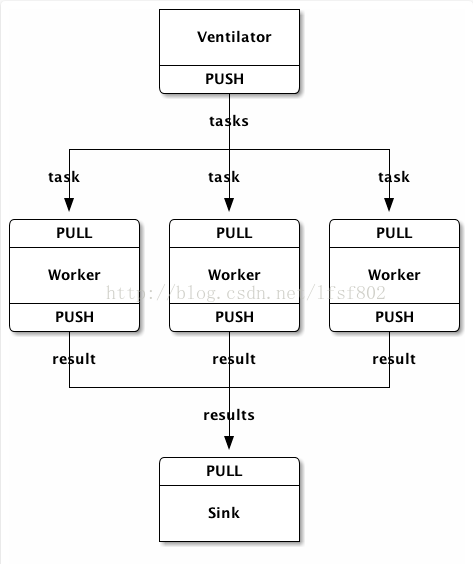 Ventilator
PUSH
tasks
task task task
PULL PULL PULL
Worker Worker Worker
http://blog.csdn.net/lfsf802
PUSH PUSH PUSH
result result result
results
PULL
Sink